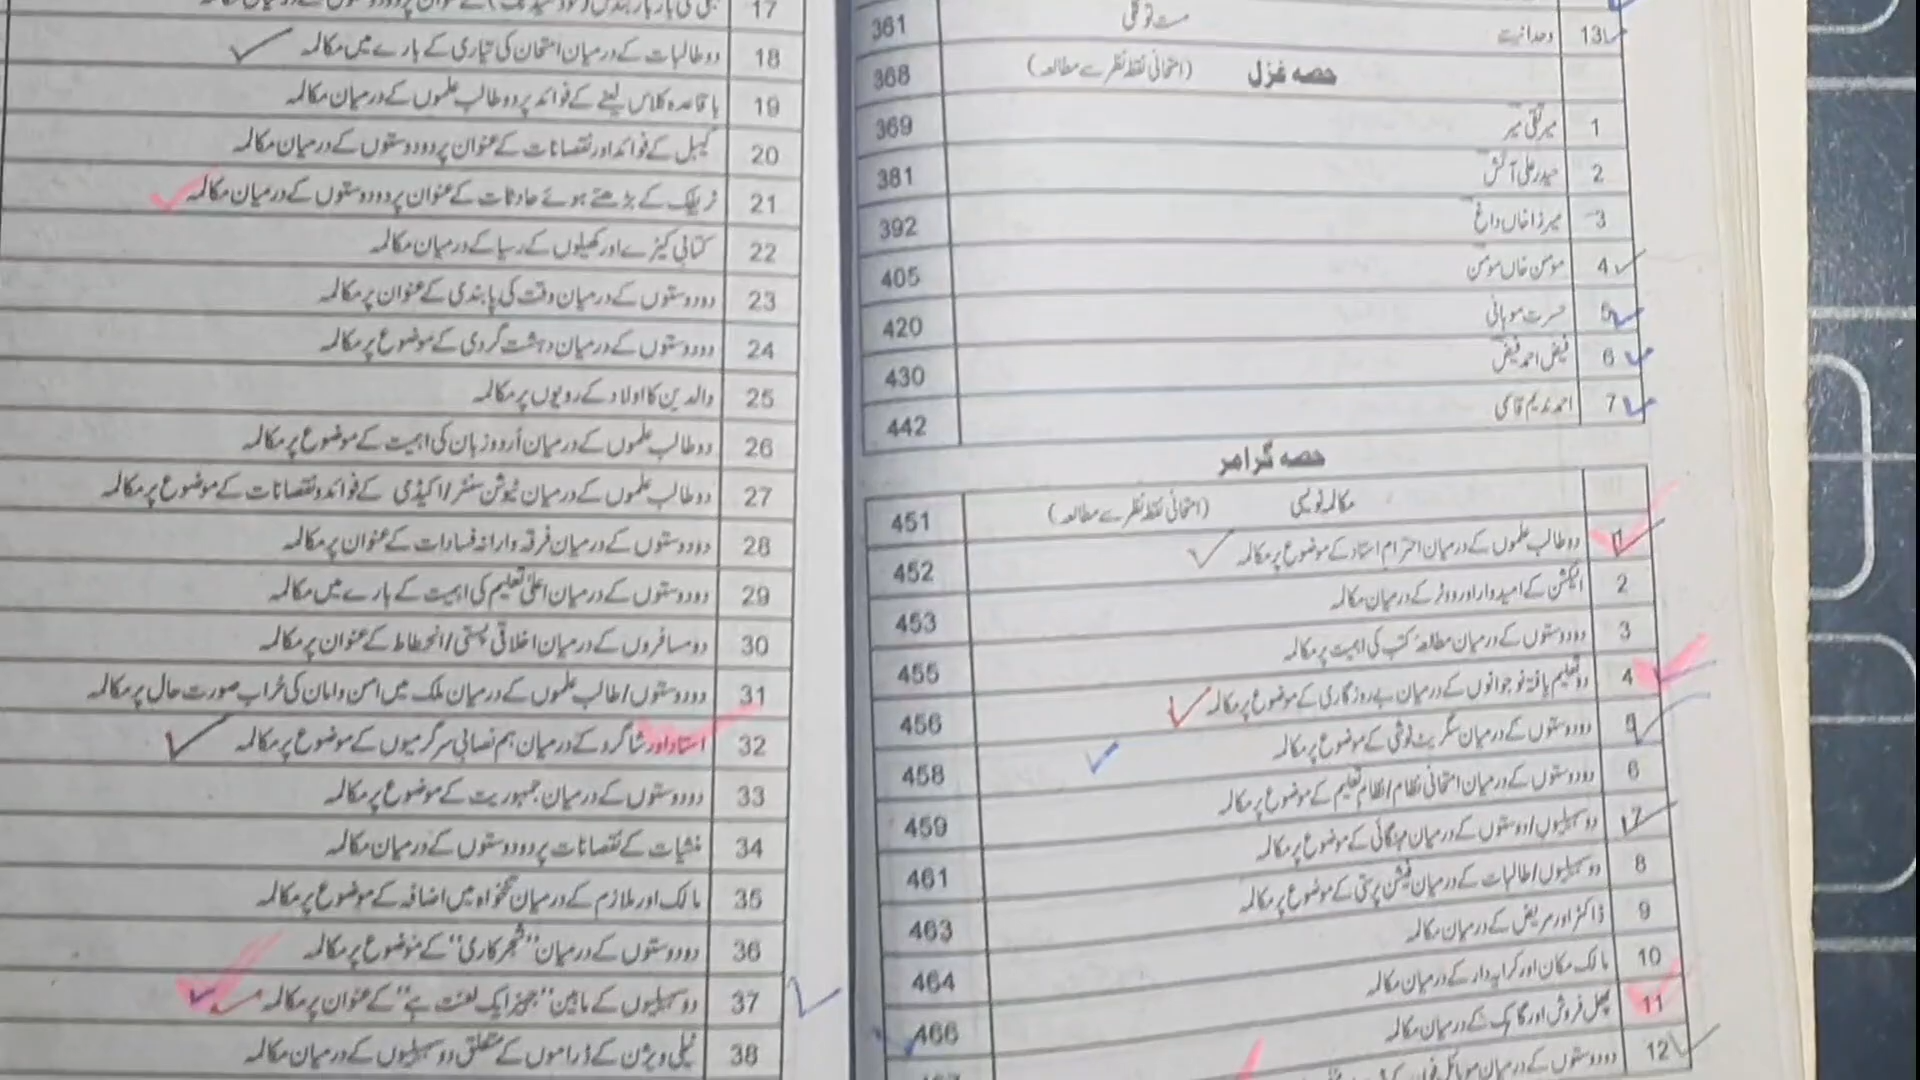 13 وحدانیت مست توکلی 361
حصہ غزل (امتحانی نقطۂ نظر سے مطالعہ) 368
1 میر تقی میر 369
2 حیدر علی آتش 381
3 میرزا خاں داغ 392
4 مومن خاں مومن 405
5 حسرت موہانی 420
6 فیض احمد فیض 430
7 احمد ندیم قاسمی 442
حصہ گرامر
مکالمہ نویسی (امتحانی نقطۂ نظر سے مطالعہ) 451
1 دو طالب علموں کے درمیان احترام استاد کے موضوع پر مکالمہ 452
2 الیکشن کے امیدوار اور ووٹر کے درمیان مکالمہ 453
3 دو دوستوں کے درمیان مطالعہ کتب کی اہمیت پر مکالمہ 455
4 دو تعلیم یافتہ نوجوانوں کے درمیان بے روزگاری کے موضوع پر مکالمہ 456
5 دو دوستوں کے درمیان سگریٹ نوشی کے موضوع پر مکالمہ 458
6 دو دوستوں کے درمیان امتحانی نظام/نظام تعلیم کے موضوع پر مکالمہ 459
7 دو سہیلیوں/دوستوں کے درمیان مہنگائی کے موضوع پر مکالمہ 461
8 دو سہیلیوں/طالبات کے درمیان فیشن پرستی کے موضوع پر مکالمہ 463
9 ڈاکٹر اور مریض کے درمیان مکالمہ 464
10 مالک مکان اور کرایہ دار کے درمیان مکالمہ 466
11 پھل فروش اور گاہک کے درمیان مکالمہ
12 دو دوستوں کے درمیان موبائل فون کے
17
18 دو طالبات کے درمیان امتحان کی تیاری کے بارے میں مکالمہ
19 باقاعدہ کلاس لینے کے فوائد پر دو طالب علموں کے درمیان مکالمہ
20 کیبل کے فوائد اور نقصانات کے عنوان پر دو دوستوں کے درمیان مکالمہ
21 ٹریفک کے بڑھتے ہوئے حادثات کے عنوان پر دو دوستوں کے درمیان مکالمہ
22 کتابی کیڑے اور کھیلوں کے رسیا کے درمیان مکالمہ
23 دو دوستوں کے درمیان وقت کی پابندی کے عنوان پر مکالمہ
24 دو دوستوں کے درمیان دہشت گردی کے موضوع پر مکالمہ
25 والدین کا اولاد کے رویوں پر مکالمہ
26 دو طالب علموں کے درمیان اُردو زبان کی اہمیت کے موضوع پر مکالمہ
27 دو طالب علموں کے درمیان ٹیوشن سنٹر/اکیڈمی کے فوائد و نقصانات کے موضوع پر مکالمہ
28 دو دوستوں کے درمیان فرقہ وارانہ فسادات کے عنوان پر مکالمہ
29 دو دوستوں کے درمیان اعلیٰ تعلیم کی اہمیت کے بارے میں مکالمہ
30 دو مسافروں کے درمیان اخلاقی پستی/انحطاط کے عنوان پر مکالمہ
31 دو دوستوں/طالب علموں کے درمیان ملک میں امن و امان کی خراب صورت حال پر مکالمہ
32 استاد اور شاگرد کے درمیان ہم نصابی سرگرمیوں کے موضوع پر مکالمہ
33 دو دوستوں کے درمیان جمہوریت کے موضوع پر مکالمہ
34 منشیات کے نقصانات پر دو دوستوں کے درمیان مکالمہ
35 مالک اور ملازم کے درمیان تنخواہ میں اضافہ کے موضوع پر مکالمہ
36 دو دوستوں کے درمیان "شجر کاری" کے موضوع پر مکالمہ
37 دو سہیلیوں کے مابین "جہیز ایک لعنت ہے" کے عنوان پر مکالمہ
38 ٹیلی ویژن کے ڈراموں کے متعلق دو سہیلیوں کے درمیان مکالمہ